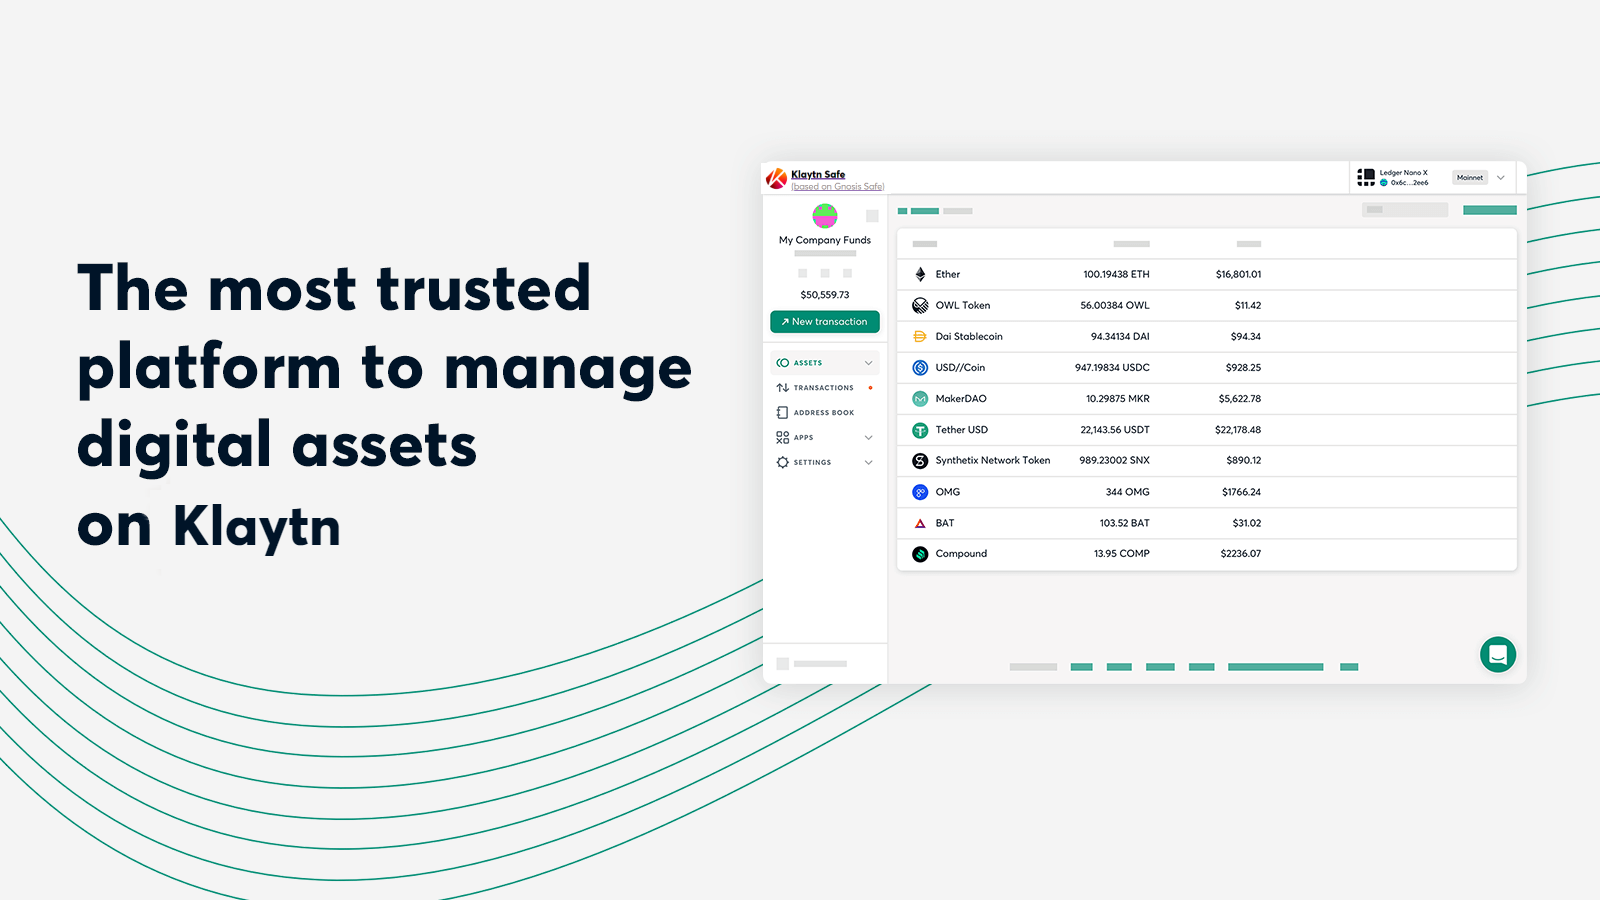 The most trusted
platform to manage
digital assets
on Klaytn
Klaytn Safe
(based on Gnosis Safe)
Ledger Nano X
0x6c...2ee6
Mainnet
My Company Funds
$50,559.73
New transaction
ASSETS
TRANSACTIONS
ADDRESS BOOK
APPS
SETTINGS
Ether 100.19438 ETH $16,801.01
OWL Token 56.00384 OWL $11.42
Dai Stablecoin 94.34134 DAI $94.34
USD//Coin 947.19834 USDC $928.25
MakerDAO 10.29875 MKR $5,622.78
Tether USD 22,143.56 USDT $22,178.48
Synthetix Network Token 989.23002 SNX $890.12
OMG 344 OMG $1766.24
BAT 103.52 BAT $31.02
Compound 13.95 COMP $2236.07